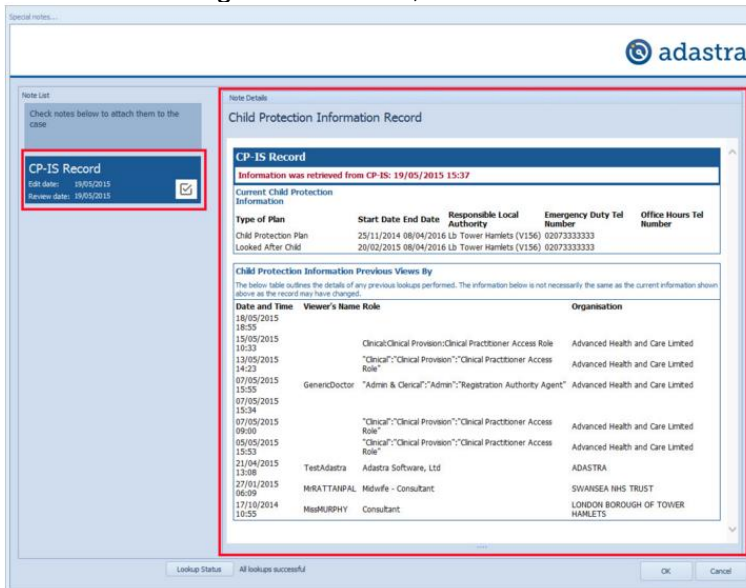 Special notes....
adastra
Note List
Check notes below to attach them to the
case
CP-IS Record
Edit date: 19/05/2015
Review date: 19/05/2015
Note Details
Child Protection Information Record
CP-IS Record
Information was retrieved from CP-IS: 19/05/2015 15:37
Current Child Protection
Information
Type of Plan Start Date End Date Responsible Local Authority Emergency Duty Tel Number Office Hours Tel Number
Child Protection Plan 25/11/2014 08/04/2016 Lb Tower Hamlets (V156) 02073333333
Looked After Child 20/02/2015 08/04/2016 Lb Tower Hamlets (V156) 02073333333
Child Protection Information Previous Views By
The below table outlines the details of any previous lookups performed. The information below is not necessarily the same as the current information shown
above as the record may have changed.
Date and Time Viewer's Name Role Organisation
18/05/2015
18:55
15/05/2015
10:33 Clinical:Clinical Provision:Clinical Practitioner Access Role Advanced Health and Care Limited
13/05/2015
14:23 "Clinical":"Clinical Provision":"Clinical Practitioner Access Role" Advanced Health and Care Limited
07/05/2015
15:55 GenericDoctor "Admin & Clerical":"Admin":"Registration Authority Agent" Advanced Health and Care Limited
07/05/2015
15:34
07/05/2015
09:00 "Clinical":"Clinical Provision":"Clinical Practitioner Access Role" Advanced Health and Care Limited
05/05/2015
15:53 "Clinical":"Clinical Provision":"Clinical Practitioner Access Role" Advanced Health and Care Limited
21/04/2015
13:08 TestAdastra Adastra Software, Ltd ADASTRA
27/01/2015
06:09 MrRATTANPAL Midwife - Consultant SWANSEA NHS TRUST
17/10/2014
10:55 MissMURPHY Consultant LONDON BOROUGH OF TOWER HAMLETS
Lookup Status All lookups successful OK Cancel